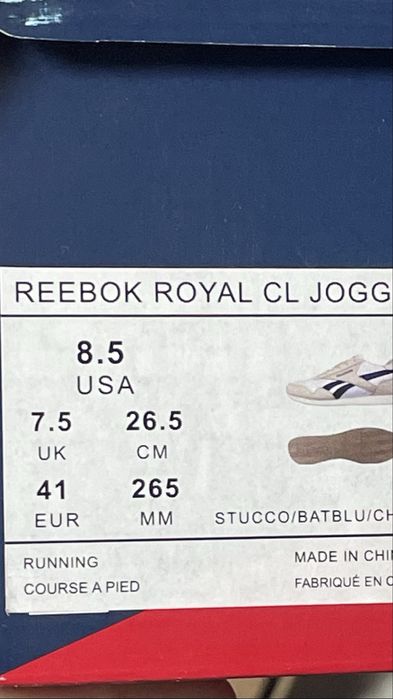 REEBOK ROYAL CL JOGG
8.5
USA
7.5 26.5
UK CM
41 265
EUR MM
STUCCO/BATBLU/CH
RUNNING
COURSE A PIED
MADE IN CHI
FABRIQUÉ EN C